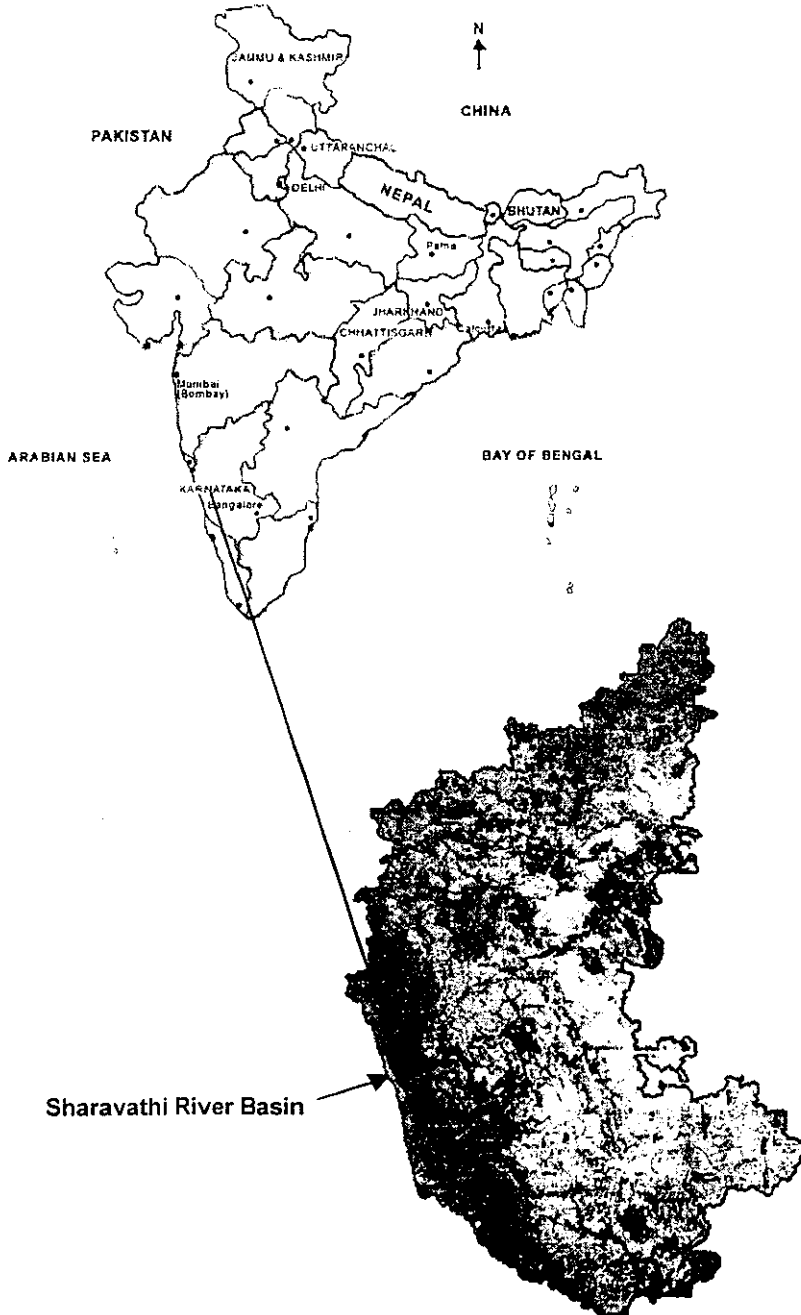 N
JAMMU & KASHMIR
CHINA
PAKISTAN
UTTARANCHAL
DELHI
NEPAL
BHUTAN
Patna
JHARKHAND
CHHATTISGARH
Calcutta
Mumbai
(Bombay)
ARABIAN SEA
BAY OF BENGAL
KARNATAKA
Bangalore
Sharavathi River Basin